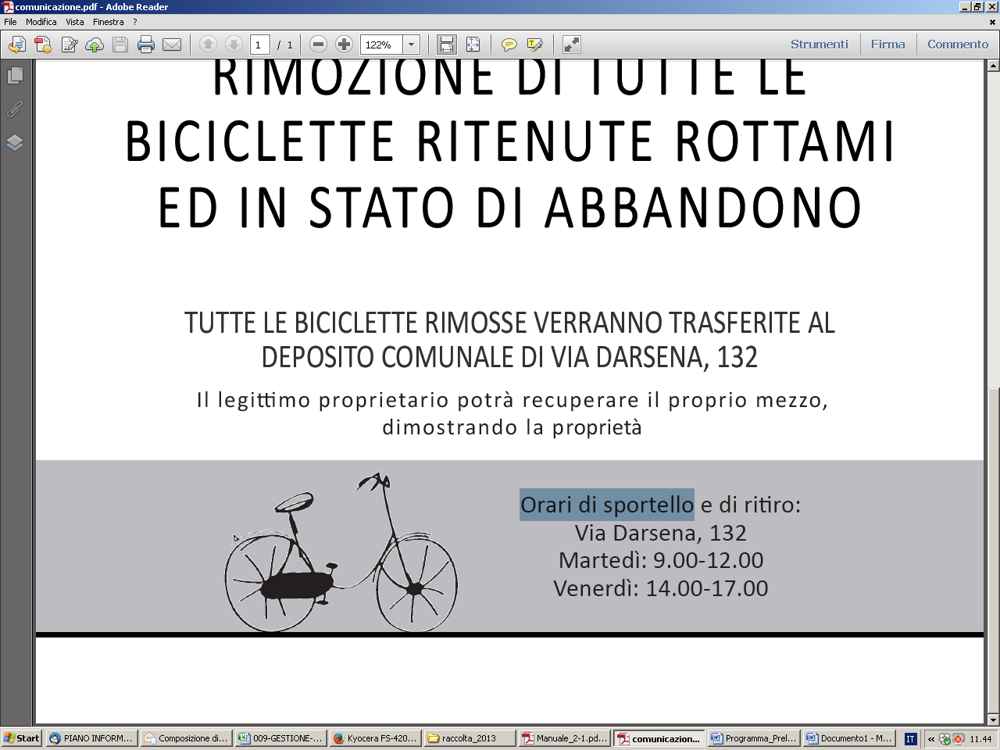 comunicazione.pdf - Adobe Reader
File Modifica Vista Finestra ?
1 / 1 122% Strumenti Firma Commento
RIMOZIONE DI TUTTE LE
BICICLETTE RITENUTE ROTTAMI
ED IN STATO DI ABBANDONO
TUTTE LE BICICLETTE RIMOSSE VERRANNO TRASFERITE AL
DEPOSITO COMUNALE DI VIA DARSENA, 132
Il legittimo proprietario potrà recuperare il proprio mezzo,
dimostrando la proprietà
Orari di sportello e di ritiro:
Via Darsena, 132
Martedì: 9.00-12.00
Venerdì: 14.00-17.00
Start PIANO INFORM... Composizione di... 009-GESTIONE-... Kyocera FS-420... raccolta_2013 Manuale_2-1.pd... comunicazion... Programma_Prel... Documento1 - M... IT « 11.44